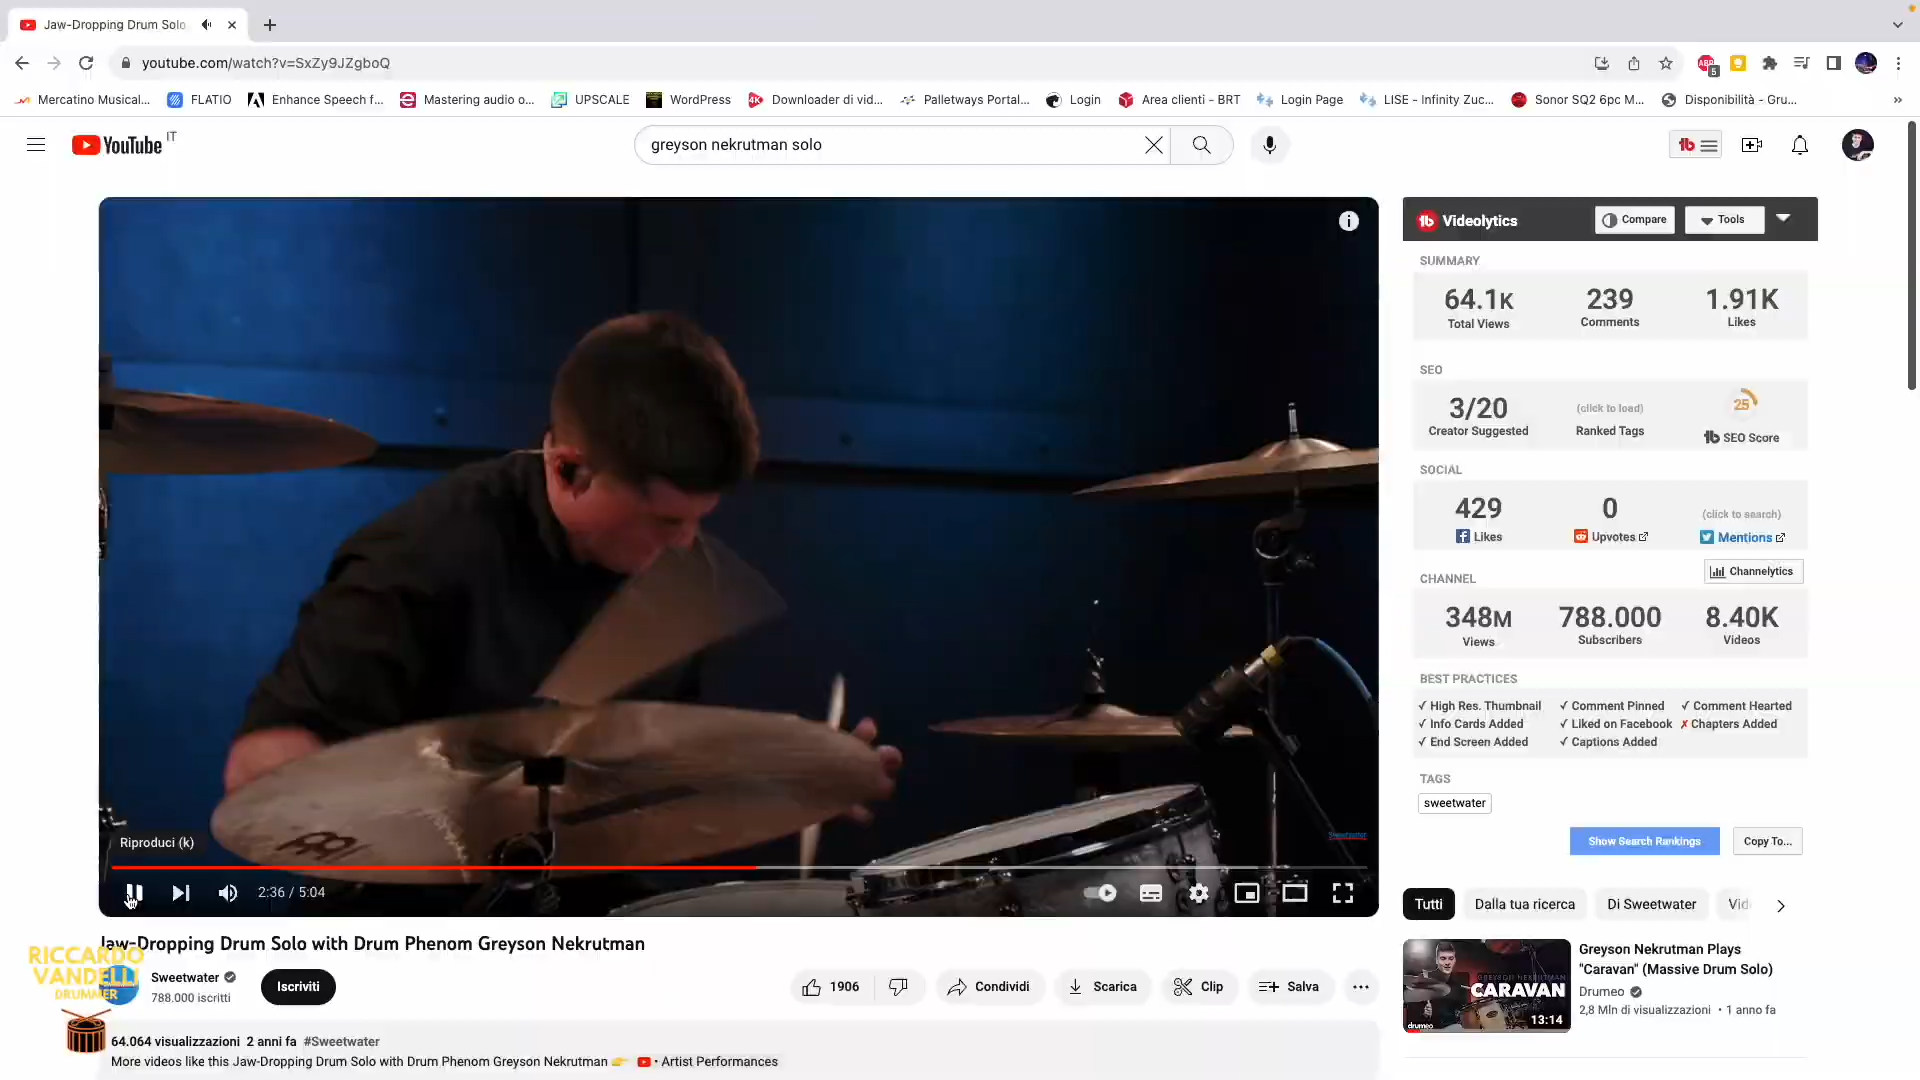 Jaw-Dropping Drum Solo
youtube.com/watch?v=SxZy9JZgboQ
ABP
5
Mercatino Musical...
FLATIO
Enhance Speech f...
Mastering audio o...
UPSCALE
WordPress
Downloader di vid...
Palletways Portal...
Login
Area clienti - BRT
Login Page
LISE - Infinity Zuc...
Sonor SQ2 6pc M...
Disponibilità - Gru...
YouTube IT
greyson nekrutman solo
Videolytics
Compare
Tools
SUMMARY
64.1K 239 1.91K
Total Views Comments Likes
SEO
3/20 (click to load) 25
Creator Suggested Ranked Tags SEO Score
SOCIAL
429 0 (click to search)
Likes Upvotes Mentions
Channelytics
CHANNEL
348M 788.000 8.40K
Views Subscribers Videos
BEST PRACTICES
✓ High Res. Thumbnail ✓ Comment Pinned ✓ Comment Hearted
✓ Info Cards Added ✓ Liked on Facebook ✗ Chapters Added
✓ End Screen Added ✓ Captions Added
TAGS
sweetwater
Show Search Rankings Copy To...
Sweetwater
Riproduci (k)
2:36 / 5:04
Jaw-Dropping Drum Solo with Drum Phenom Greyson Nekrutman
RICCARDO
VANDELLI
DRUMMER
Sweetwater
788.000 iscritti
Iscriviti
1906
Condividi
Scarica
Clip
Salva
64.064 visualizzazioni 2 anni fa #Sweetwater
More videos like this Jaw-Dropping Drum Solo with Drum Phenom Greyson Nekrutman 👉 • Artist Performances
Tutti
Dalla tua ricerca
Di Sweetwater
Vid
Greyson Nekrutman Plays
"Caravan" (Massive Drum Solo)
Drumeo
2,8 Mln di visualizzazioni • 1 anno fa
GREYSON NEKRUTMAN
CARAVAN
drumeo
13:14